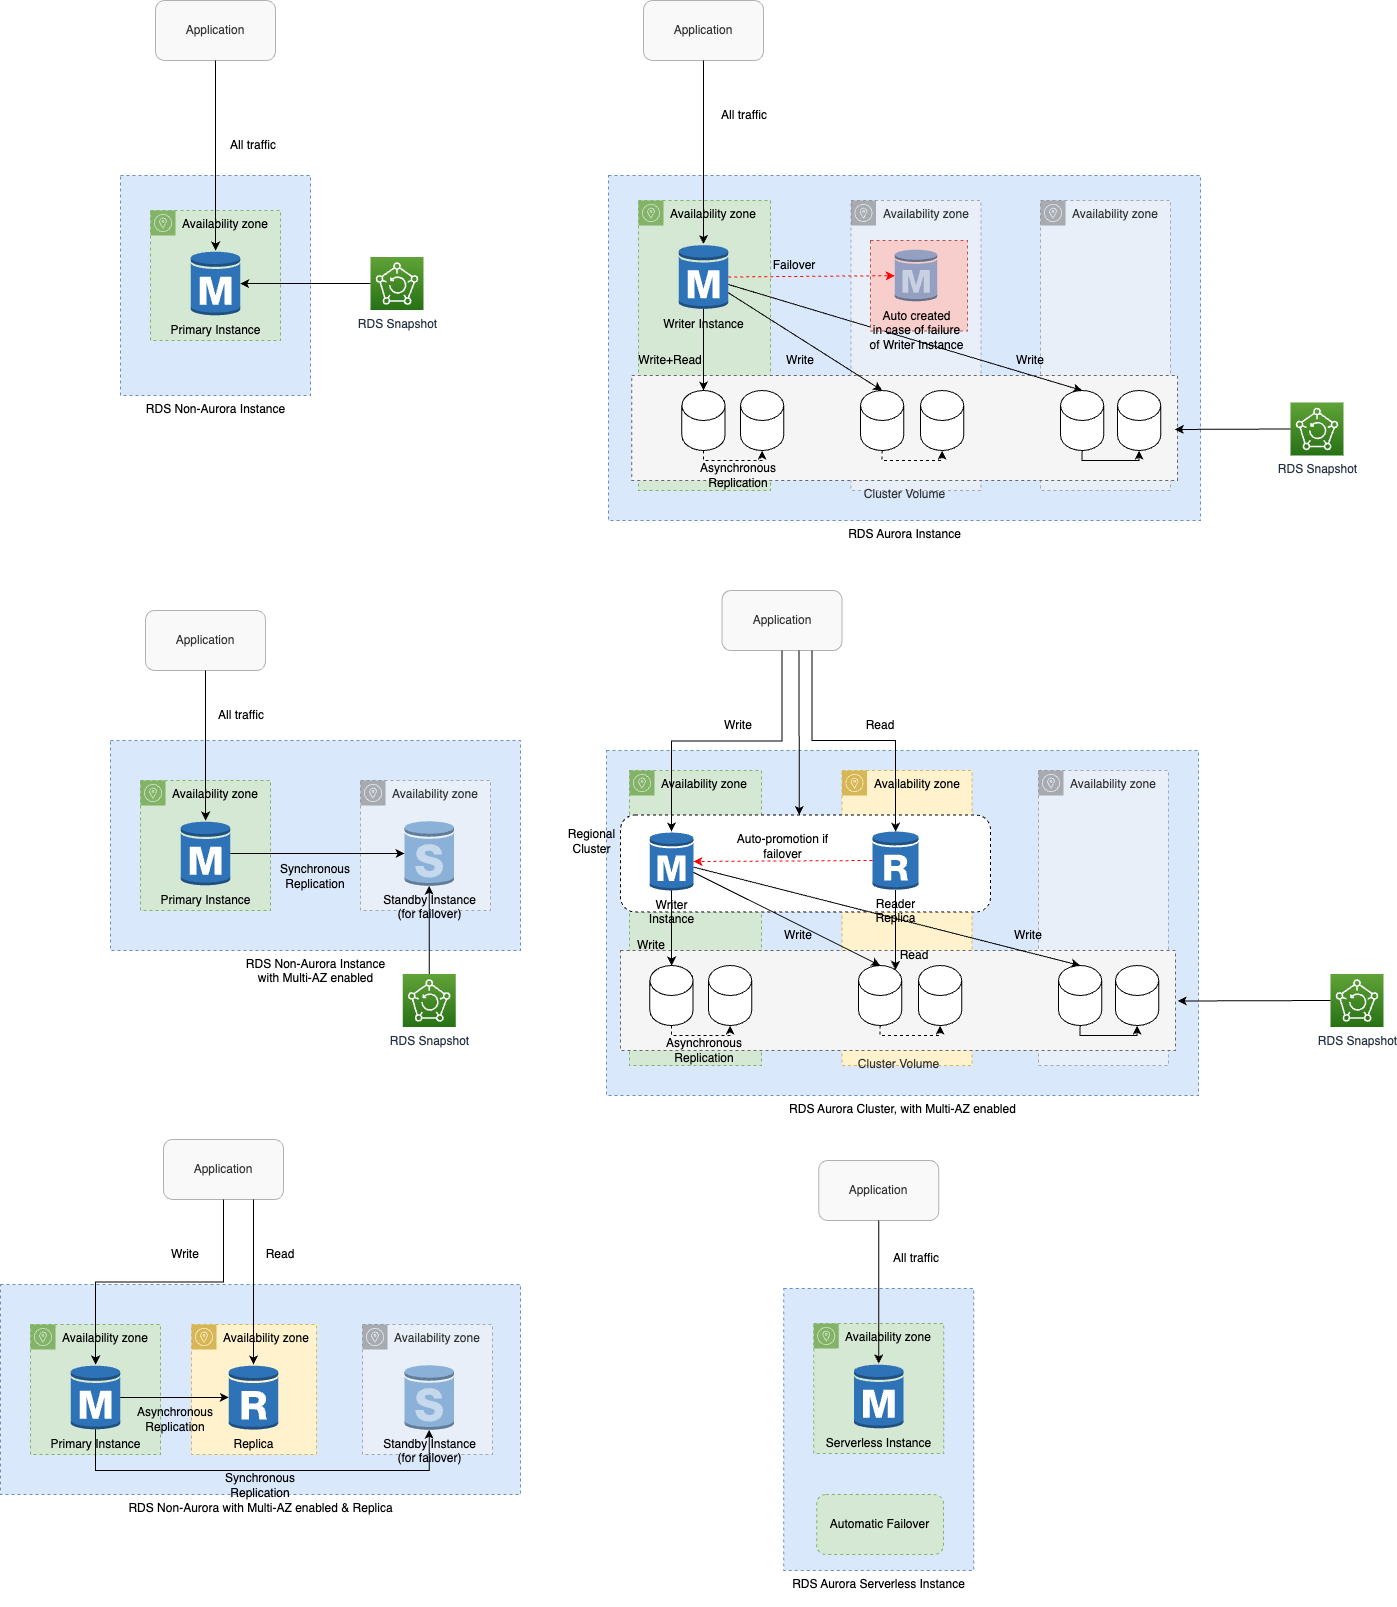 Application
All traffic
Availability zone
M
Primary Instance
RDS Snapshot
RDS Non-Aurora Instance
Application
All traffic
Availability zone
Availability zone
Availability zone
M
Failover
M
Writer Instance
Auto created
in case of failure
of Writer Instance
Write+Read
Write
Write
Asynchronous
Replication
Cluster Volume
RDS Snapshot
RDS Aurora Instance
Application
All traffic
Availability zone
Availability zone
M
S
Synchronous
Replication
Primary Instance
Standby Instance
(for failover)
RDS Non-Aurora Instance
with Multi-AZ enabled
RDS Snapshot
Application
Write
Read
Availability zone
Availability zone
Availability zone
Regional
Cluster
M
Auto-promotion if
failover
R
Writer
Instance
Reader
Replica
Write
Write
Read
Write
Asynchronous
Replication
Cluster Volume
RDS Snapshot
RDS Aurora Cluster, with Multi-AZ enabled
Application
Write
Read
Availability zone
Availability zone
Availability zone
M
R
S
Asynchronous
Replication
Primary Instance
Replica
Standby Instance
(for failover)
Synchronous
Replication
RDS Non-Aurora with Multi-AZ enabled & Replica
Application
All traffic
Availability zone
M
Serverless Instance
Automatic Failover
RDS Aurora Serverless Instance